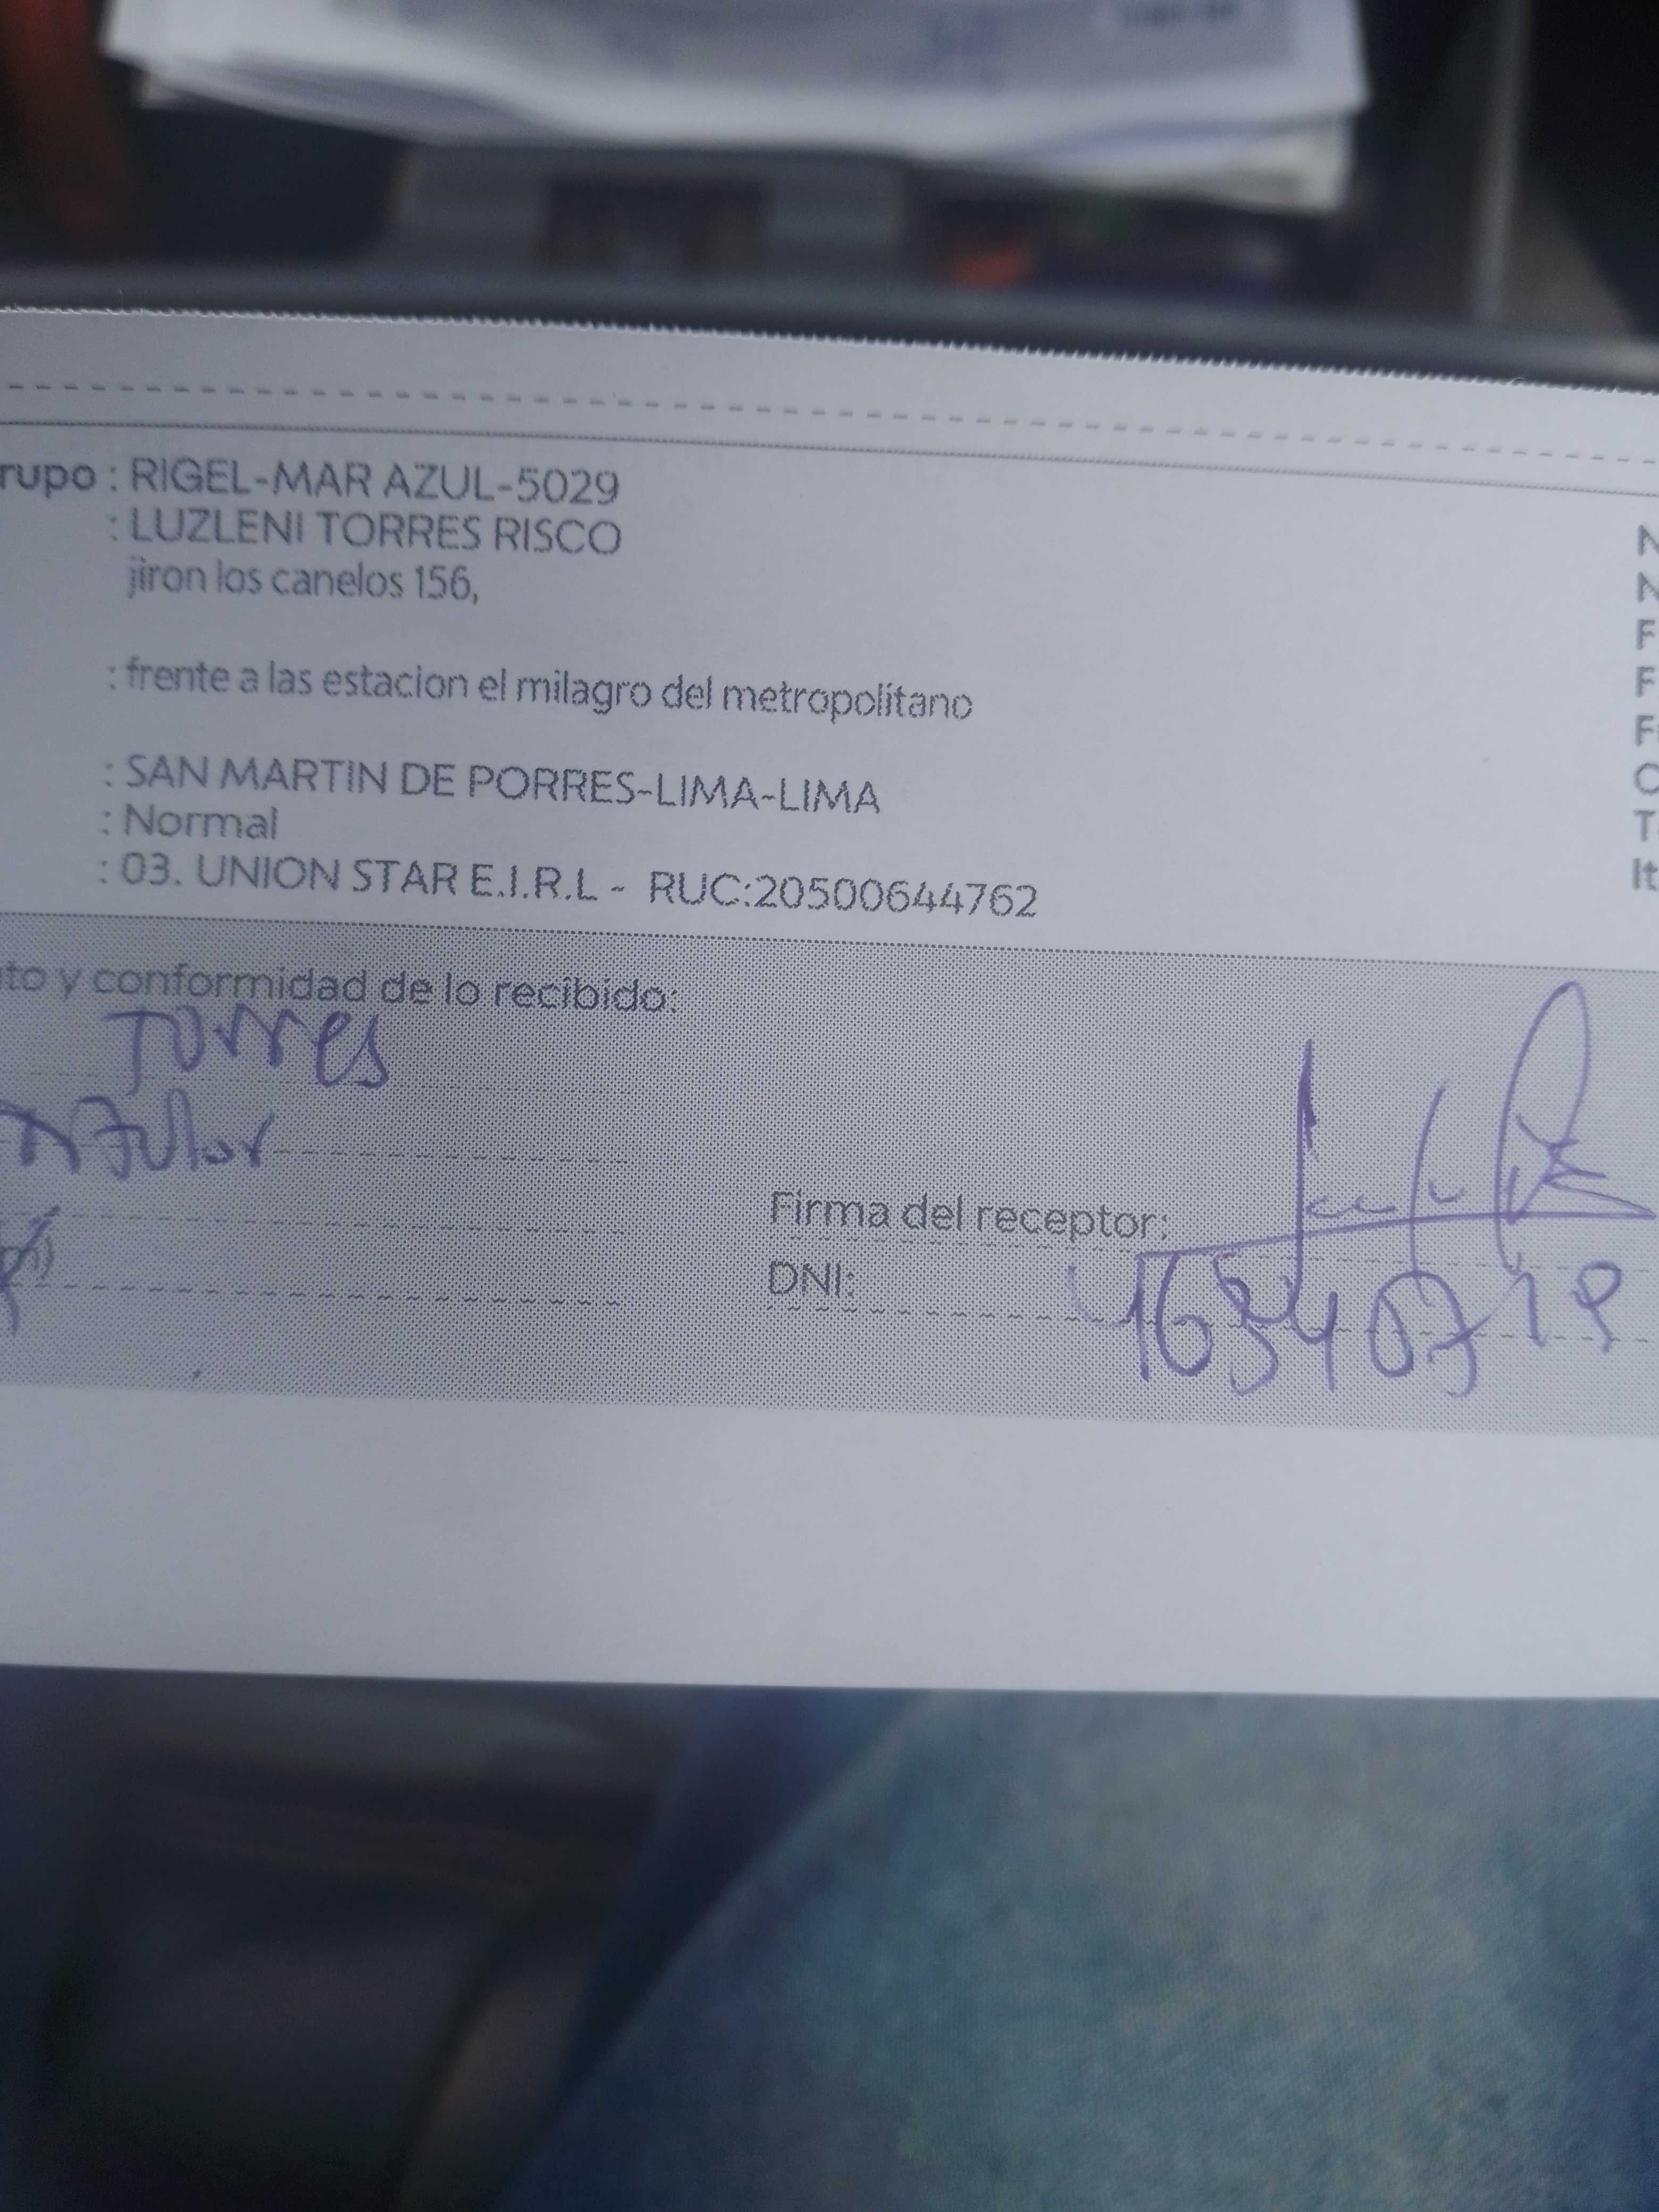 rupo : RIGEL-MAR AZUL-5029
: LUZLENI TORRES RISCO
jiron los canelos 156,
: frente a las estacion el milagro del metropolitano
: SAN MARTIN DE PORRES-LIMA-LIMA
: Normal
: 03. UNION STAR E.I.R.L - RUC:20500644762
N
N
F
F
F
O
T
It
to y conformidad de lo recibido:
Torres
Firma del receptor:
DNI: